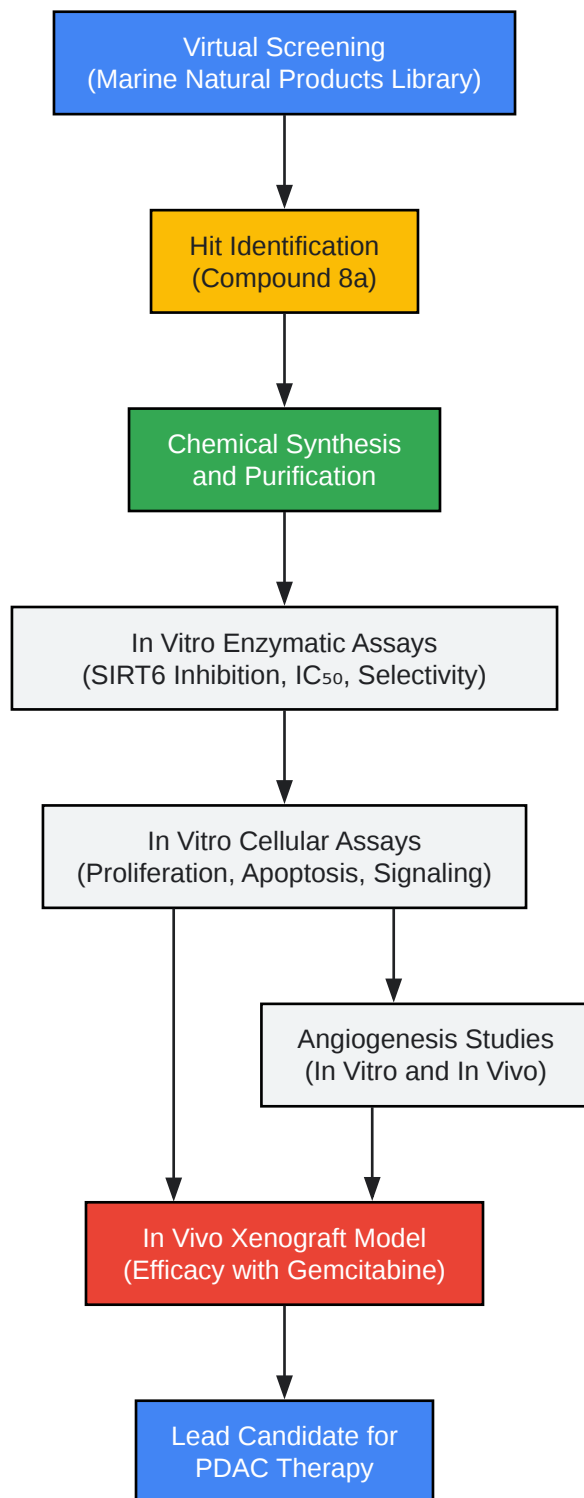 Virtual Screening
(Marine Natural Products Library)
Hit Identification
(Compound 8a)
Chemical Synthesis
and Purification
In Vitro Enzymatic Assays
(SIRT6 Inhibition, IC₅₀, Selectivity)
In Vitro Cellular Assays
(Proliferation, Apoptosis, Signaling)
Angiogenesis Studies
(In Vitro and In Vivo)
In Vivo Xenograft Model
(Efficacy with Gemcitabine)
Lead Candidate for
PDAC Therapy